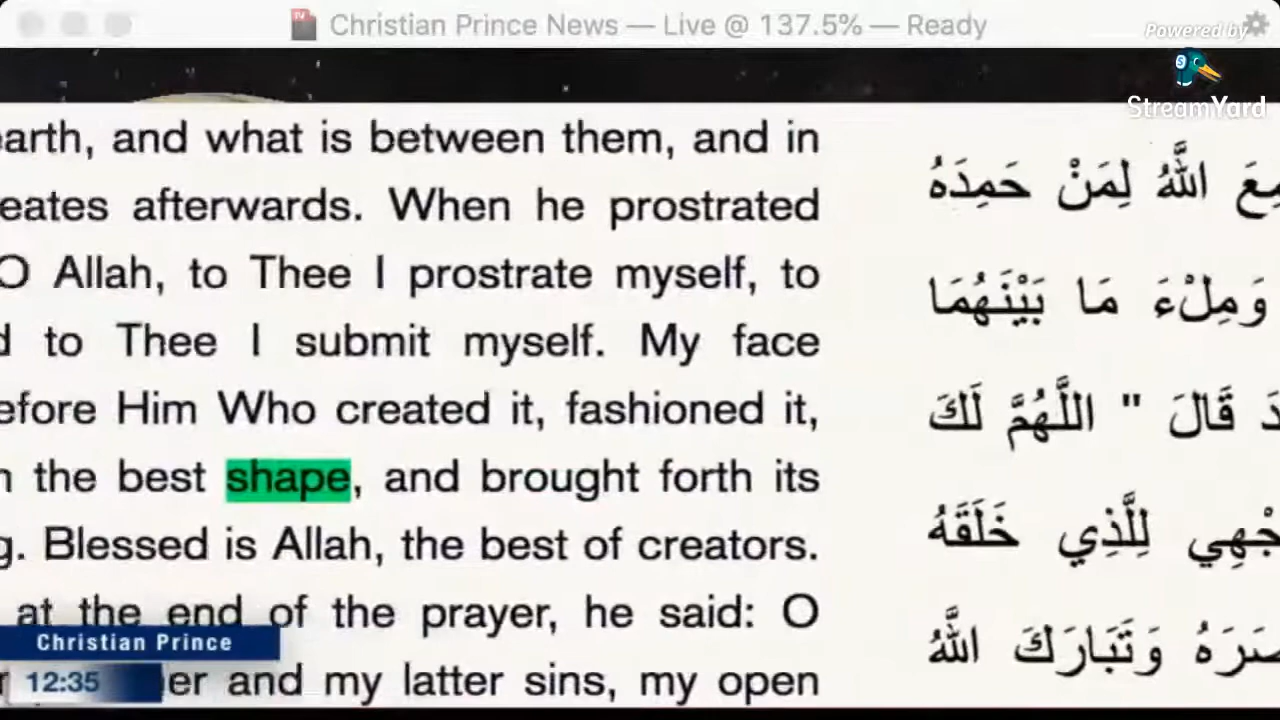 Christian Prince News — Live @ 137.5% — Ready
Powered by
StreamYard
earth, and what is between them, and in
eates afterwards. When he prostrated
O Allah, to Thee I prostrate myself, to
d to Thee I submit myself. My face
efore Him Who created it, fashioned it,
n the best shape, and brought forth its
g. Blessed is Allah, the best of creators.
at the end of the prayer, he said: O
er and my latter sins, my open
مِعَ اللَّهُ لِمَنْ حَمِدَهُ
وَمِلْءَ مَا بَيْنَهُمَا
دَ قَالَ " اللَّهُمَّ لَكَ
جْهِي لِلَّذِي خَلَقَهُ
صَرَهُ وَتَبَارَكَ اللَّهُ
Christian Prince
12:35